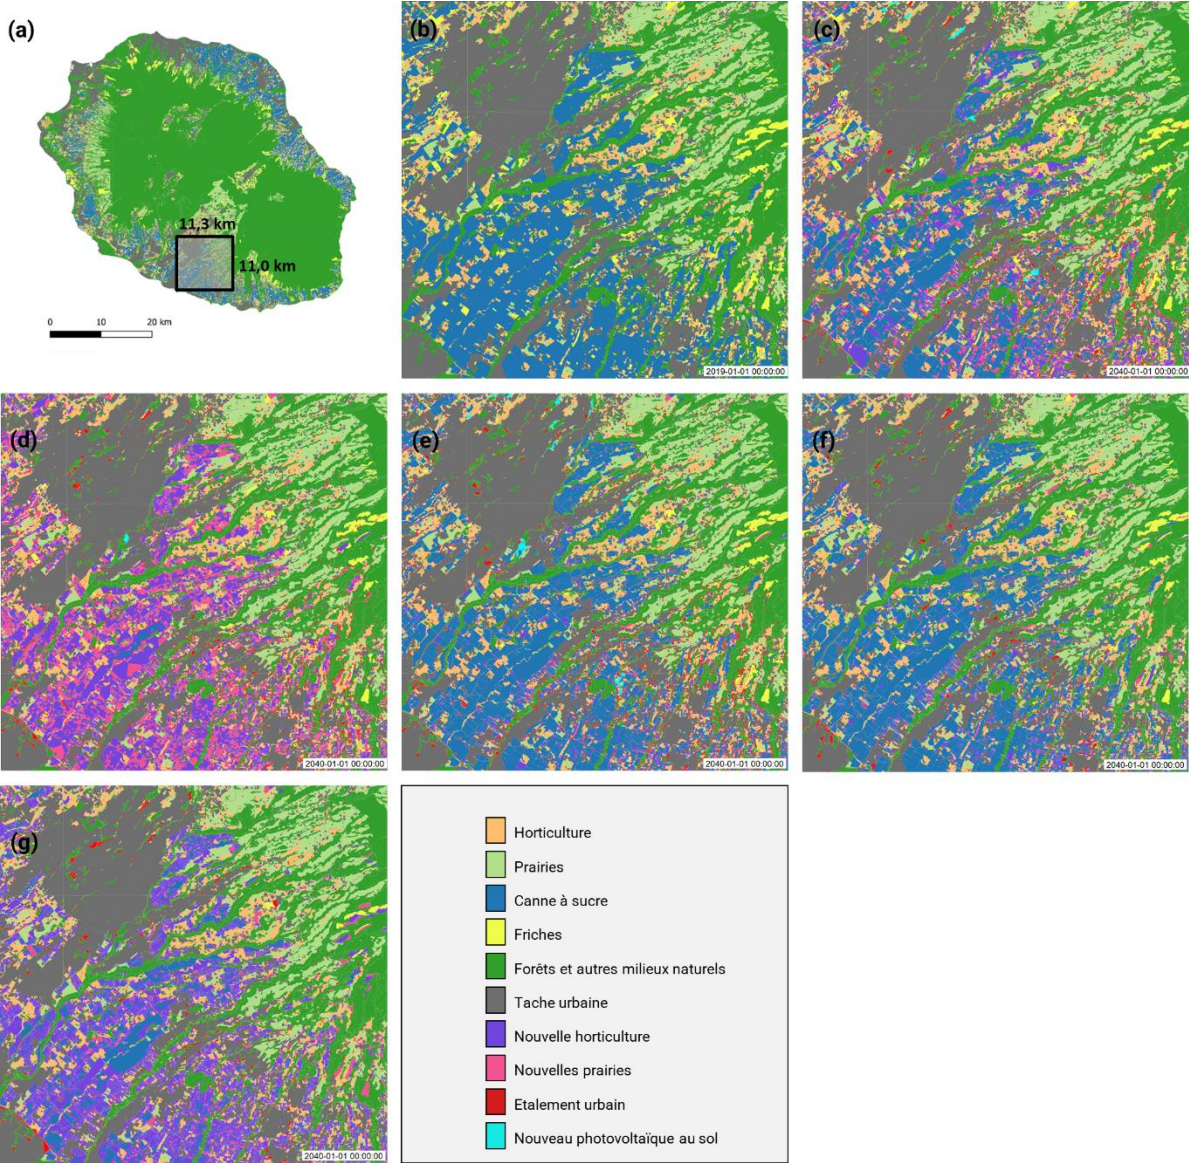 (a)
11,3 km
11,0 km
0 10 20 km
(b)
2019-01-01 00:00:00
(c)
2040-01-01 00:00:00
(d)
2040-01-01 00:00:00
(e)
2040-01-01 00:00:00
(f)
2040-01-01 00:00:00
(g)
2040-01-01 00:00:00
Horticulture
Prairies
Canne à sucre
Friches
Forêts et autres milieux naturels
Tache urbaine
Nouvelle horticulture
Nouvelles prairies
Etalement urbain
Nouveau photovoltaïque au sol